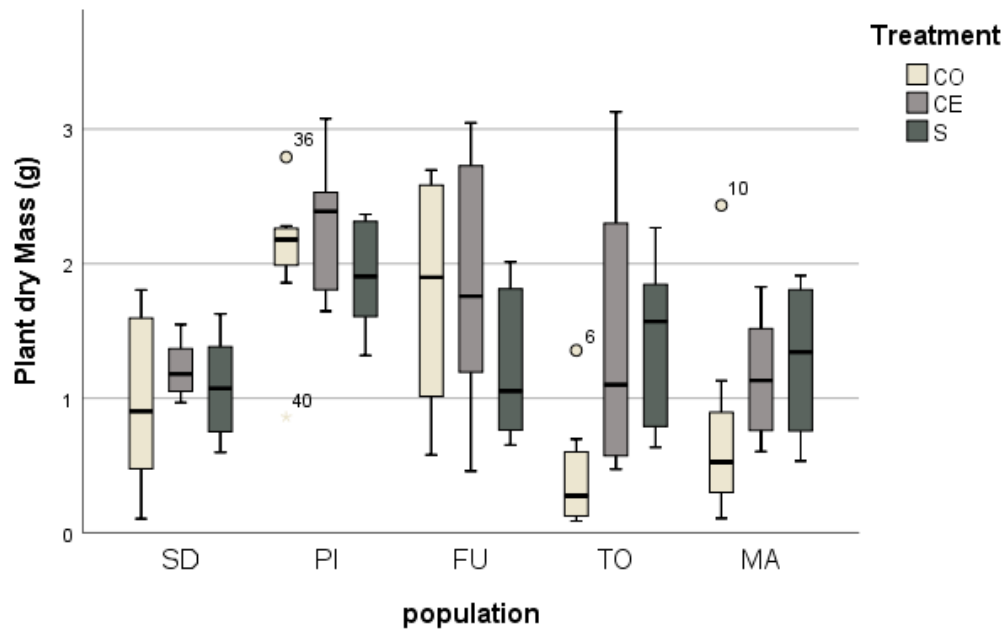 Treatment
CO
CE
S
Plant dry Mass (g)
3
2
1
0
36
40
6
10
SD PI FU TO MA
population